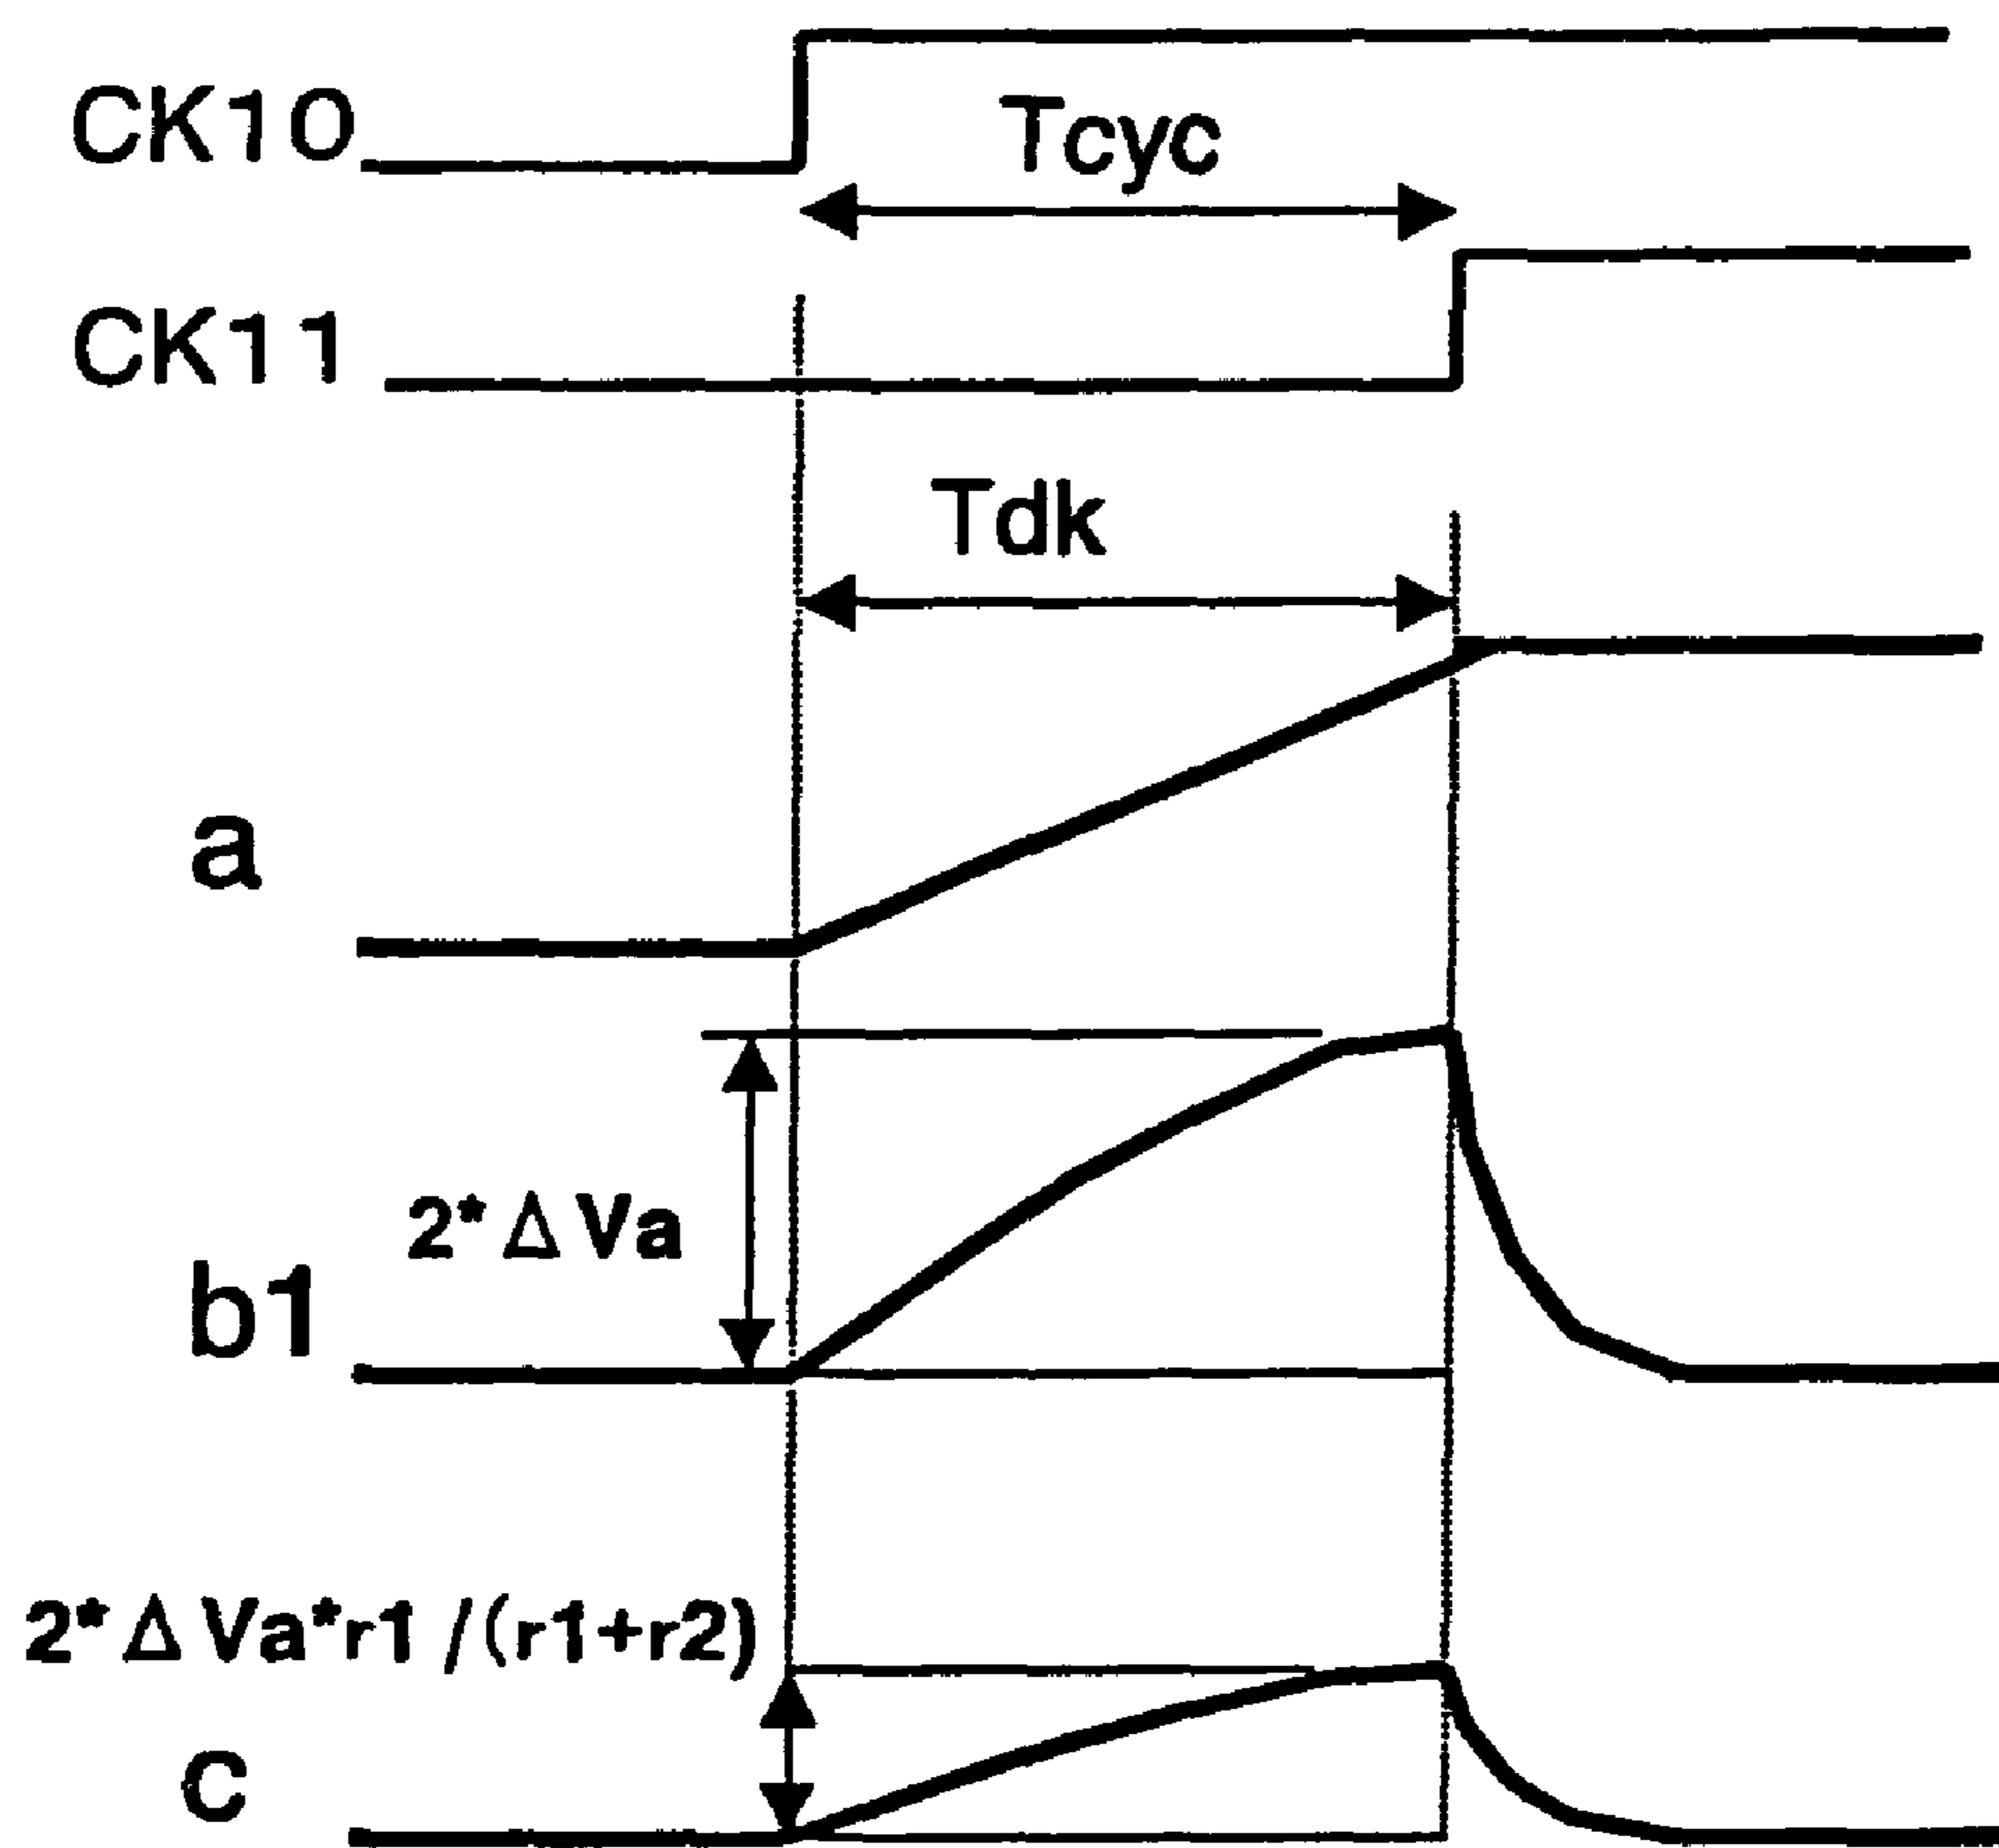 CK10
Tcyc
CK11
Tdk
a
2*ΔVa
b1
2*ΔVa*r1/(r1+r2)
c